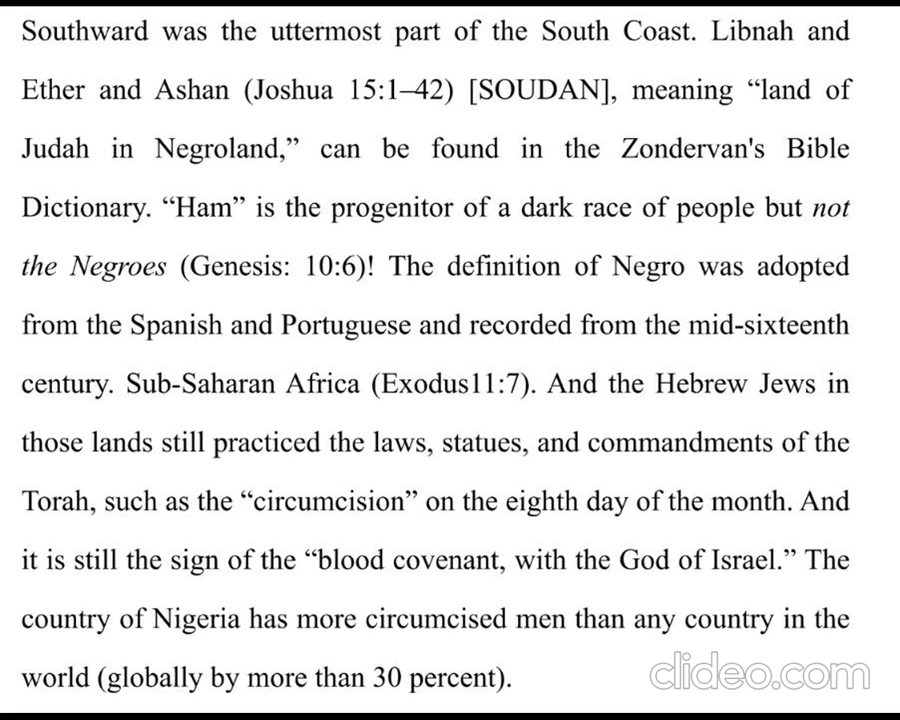 Southward was the uttermost part of the South Coast. Libnah and
Ether and Ashan (Joshua 15:1–42) [SOUDAN], meaning “land of
Judah in Negroland,” can be found in the Zondervan's Bible
Dictionary. “Ham” is the progenitor of a dark race of people but not
the Negroes (Genesis: 10:6)! The definition of Negro was adopted
from the Spanish and Portuguese and recorded from the mid-sixteenth
century. Sub-Saharan Africa (Exodus11:7). And the Hebrew Jews in
those lands still practiced the laws, statues, and commandments of the
Torah, such as the “circumcision” on the eighth day of the month. And
it is still the sign of the “blood covenant, with the God of Israel.” The
country of Nigeria has more circumcised men than any country in the
world (globally by more than 30 percent).
clideo.com